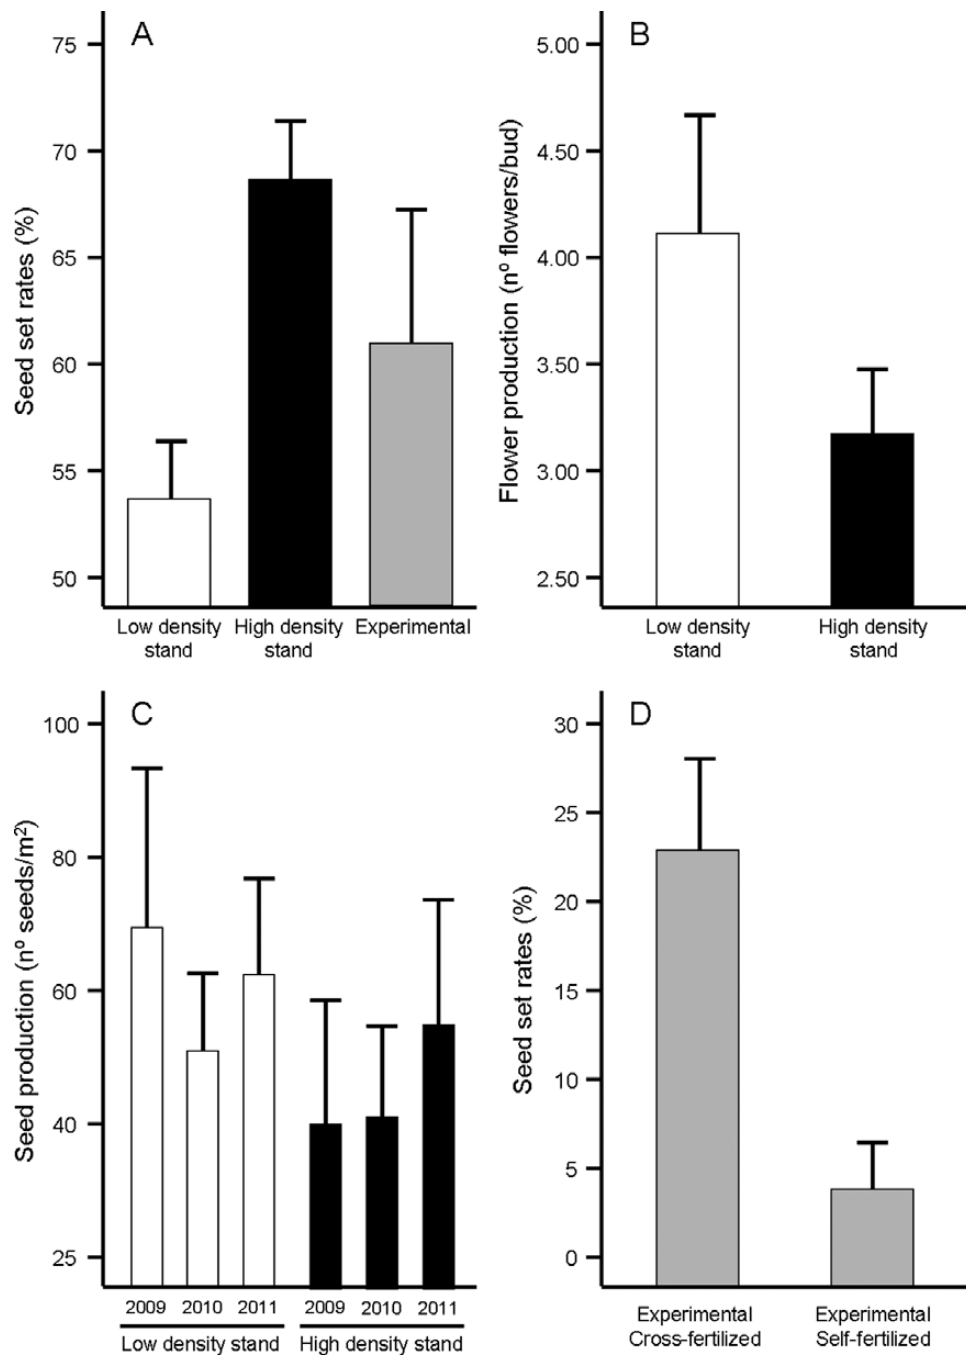 A
Seed set rates (%)
75
70
65
60
55
50
Low density
stand
High density
stand
Experimental
B
Flower production (nº flowers/bud)
5.00
4.50
4.00
3.50
3.00
2.50
Low density
stand
High density
stand
C
Seed production (nº seeds/m²)
100
80
60
40
25
2009 2010 2011 2009 2010 2011
Low density stand High density stand
D
Seed set rates (%)
30
25
20
15
10
5
0
Experimental
Cross-fertilized
Experimental
Self-fertilized